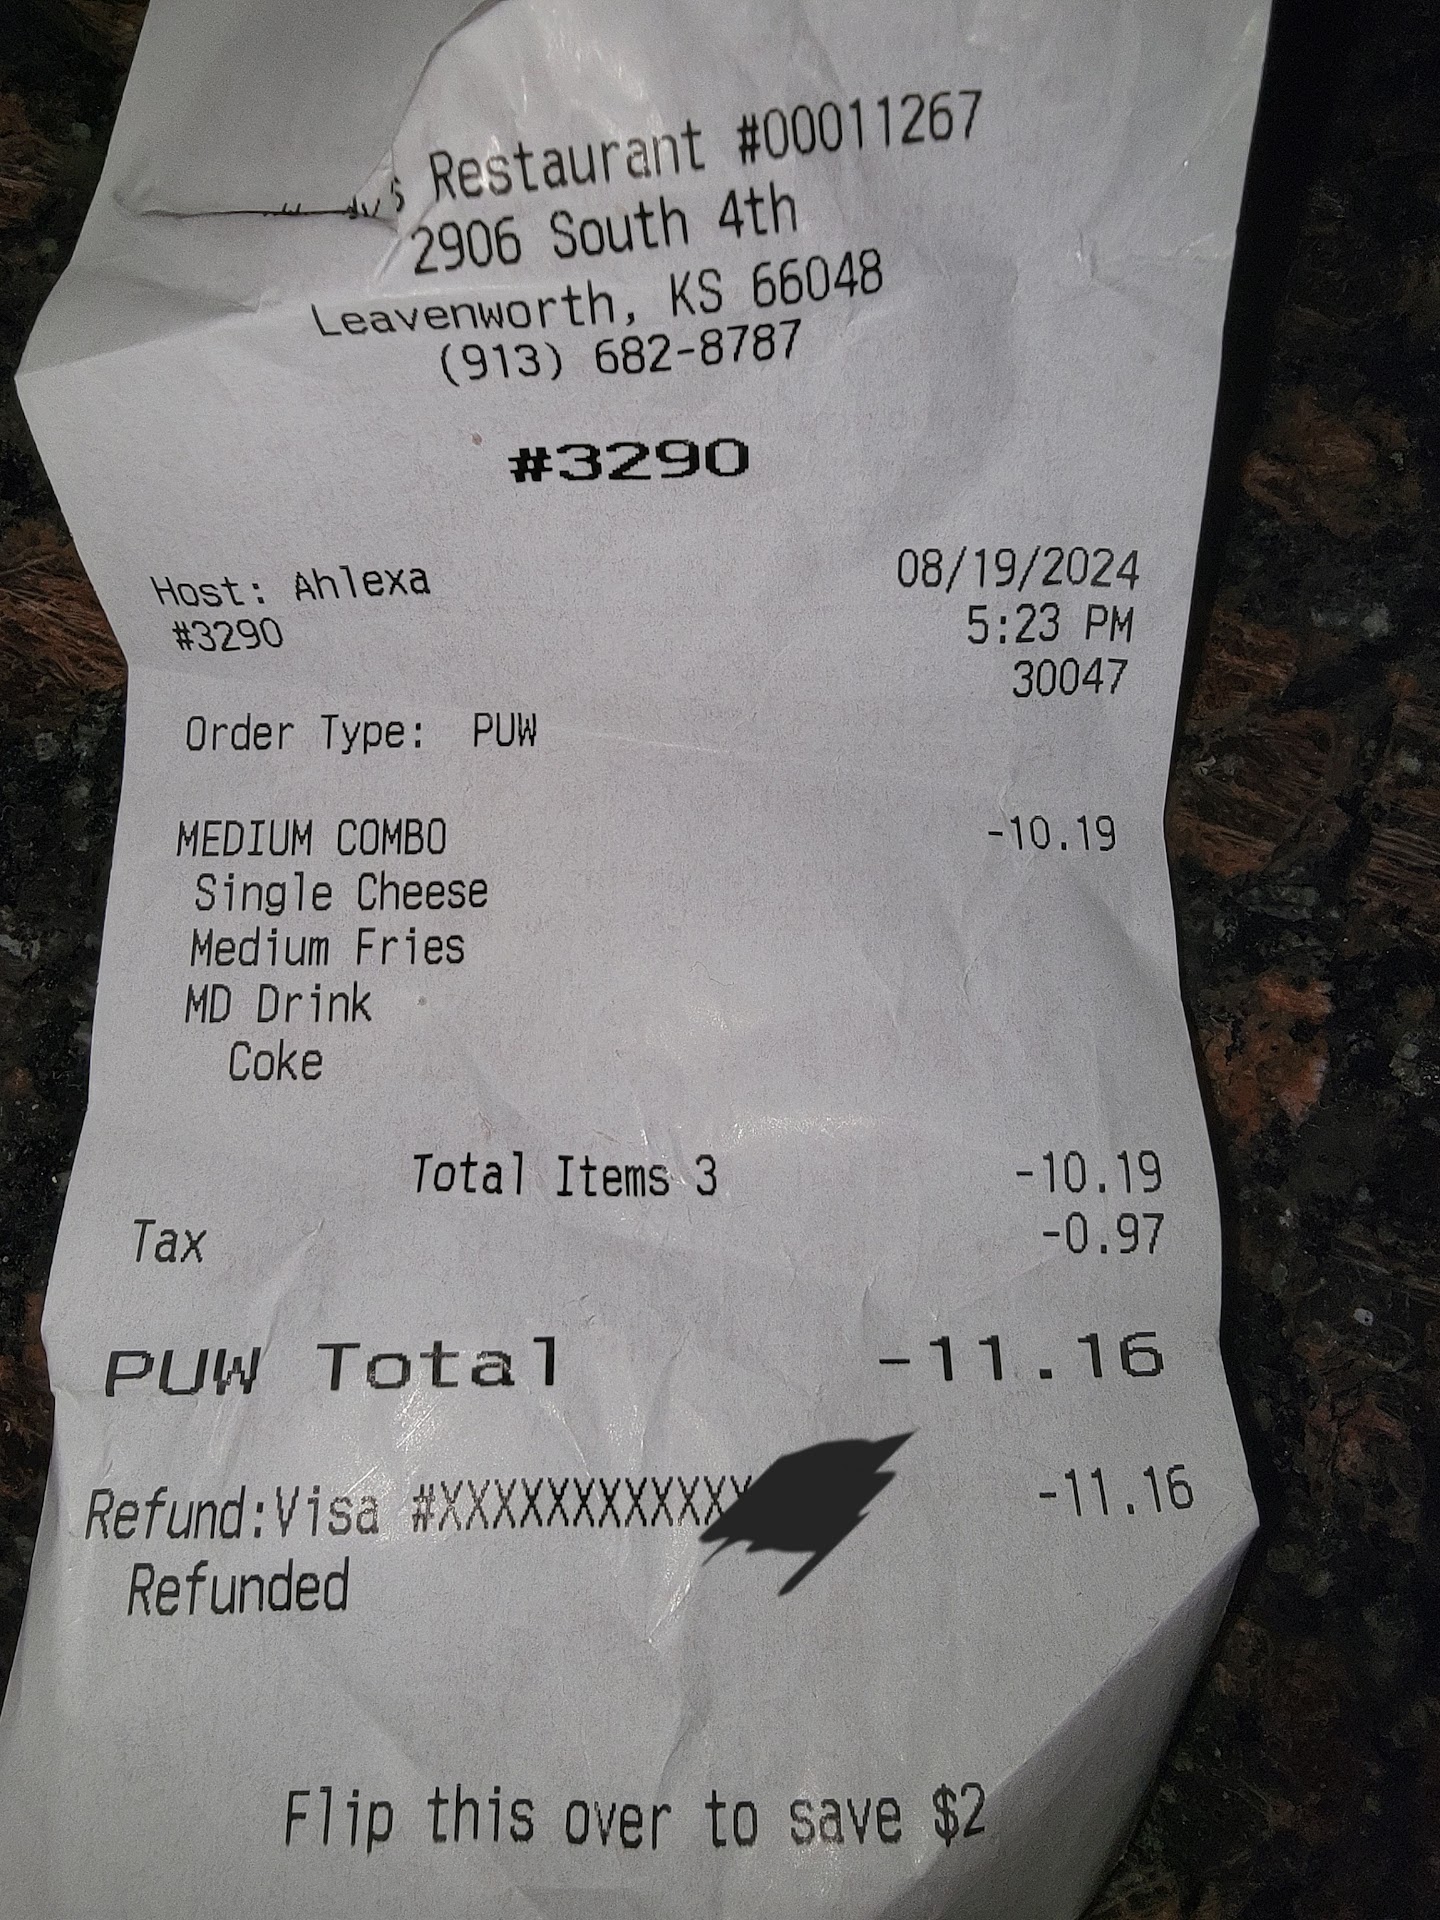 Restaurant #00011267
2906 South 4th
Leavenworth, KS 66048
(913) 682-8787
#3290
Host: Ahlexa 08/19/2024
#3290 5:23 PM
30047
Order Type: PUW
MEDIUM COMBO -10.19
Single Cheese
Medium Fries
MD Drink
Coke
Total Items 3 -10.19
Tax -0.97
PUW Total -11.16
Refund:Visa #XXXXXXXXXXXX -11.16
Refunded
Flip this over to save $2